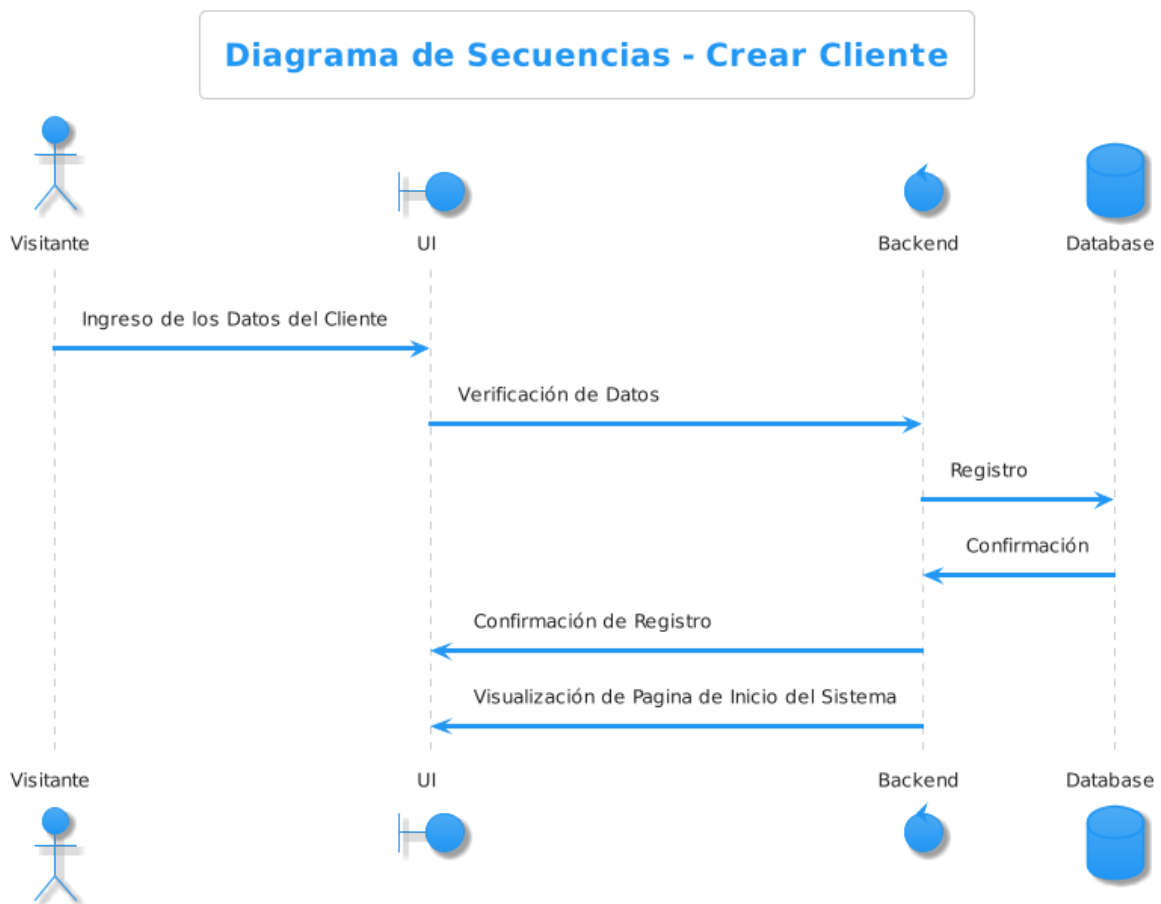 Diagrama de Secuencias - Crear Cliente
Visitante
UI
Backend
Database
Ingreso de los Datos del Cliente
Verificación de Datos
Registro
Confirmación
Confirmación de Registro
Visualización de Pagina de Inicio del Sistema
Visitante
UI
Backend
Database